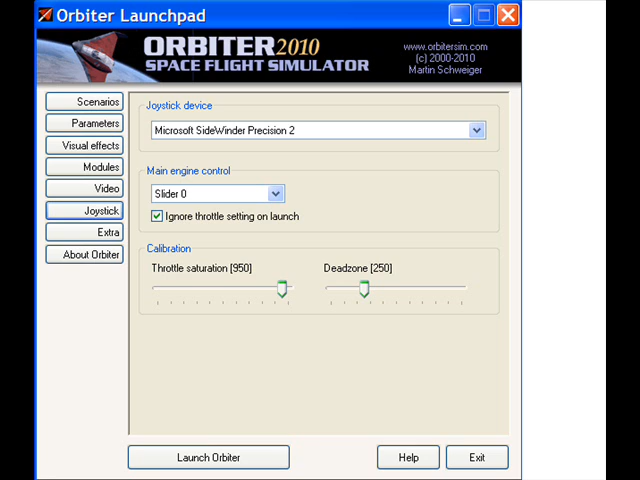 Orbiter Launchpad
ORBITER 2010
SPACE FLIGHT SIMULATOR
www.orbitersim.com
(c) 2000-2010
Martin Schweiger
Scenarios
Parameters
Visual effects
Modules
Video
Joystick
Extra
About Orbiter
Joystick device
Microsoft SideWinder Precision 2
Main engine control
Slider 0
Ignore throttle setting on launch
Calibration
Throttle saturation [950]
Deadzone [250]
Launch Orbiter
Help
Exit